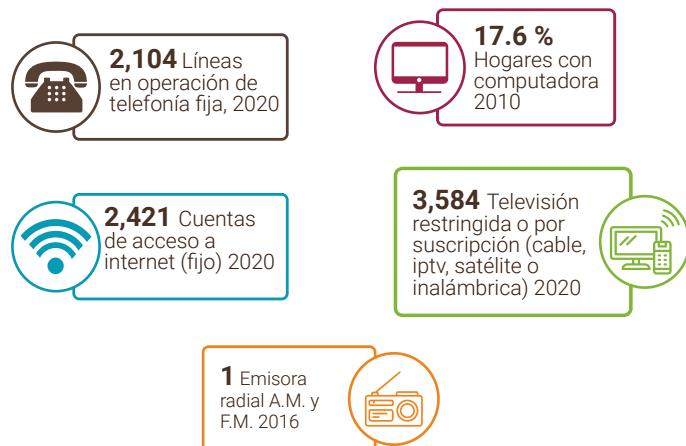 2,104 Líneas
en operación de
telefonía fija, 2020
17.6 %
Hogares con
computadora
2010
2,421 Cuentas
de acceso a
internet (fijo) 2020
3,584 Televisión
restringida o por
suscripción (cable,
iptv, satélite o
inalámbrica) 2020
1 Emisora
radial A.M. y
F.M. 2016